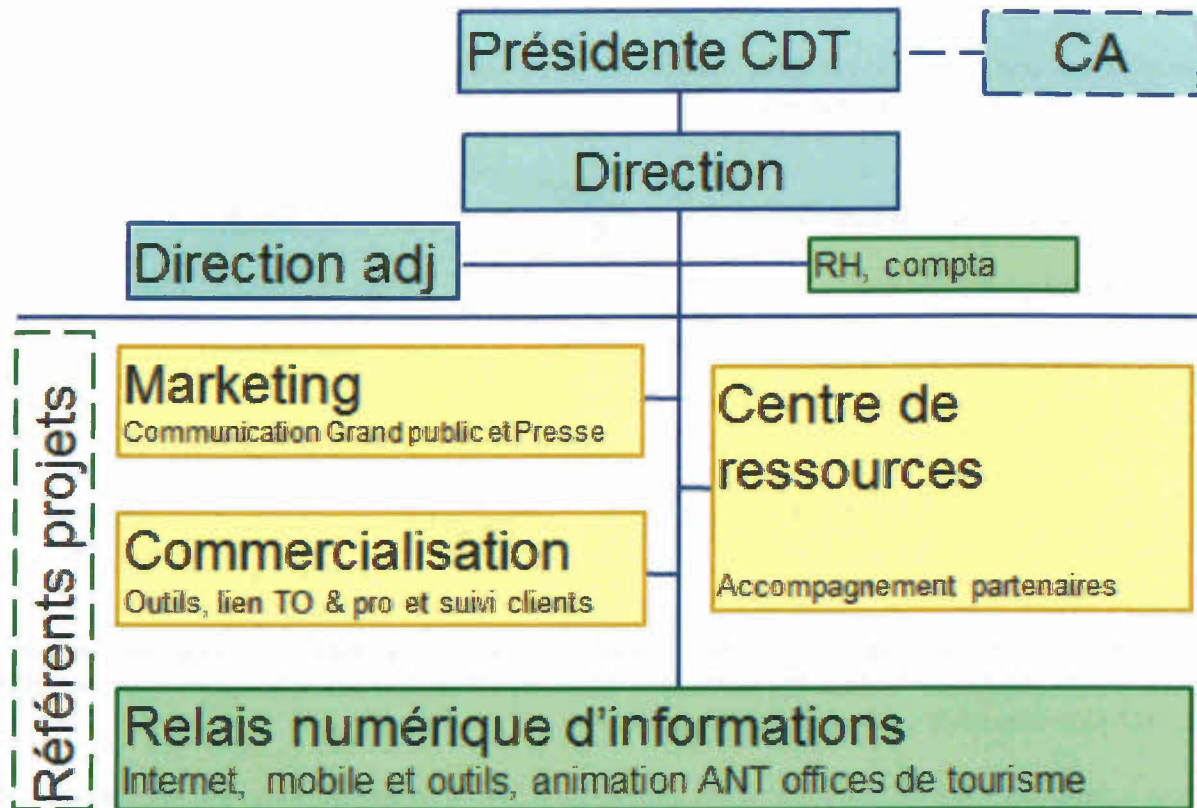 Présidente CDT
CA
Direction
Direction adj
RH, compta
Référents projets
Marketing
Communication Grand public et Presse
Centre de
ressources
Accompagnement partenaires
Commercialisation
Outils, lien TO & pro et suivi clients
Relais numérique d'informations
Internet, mobile et outils, animation ANT offices de tourisme